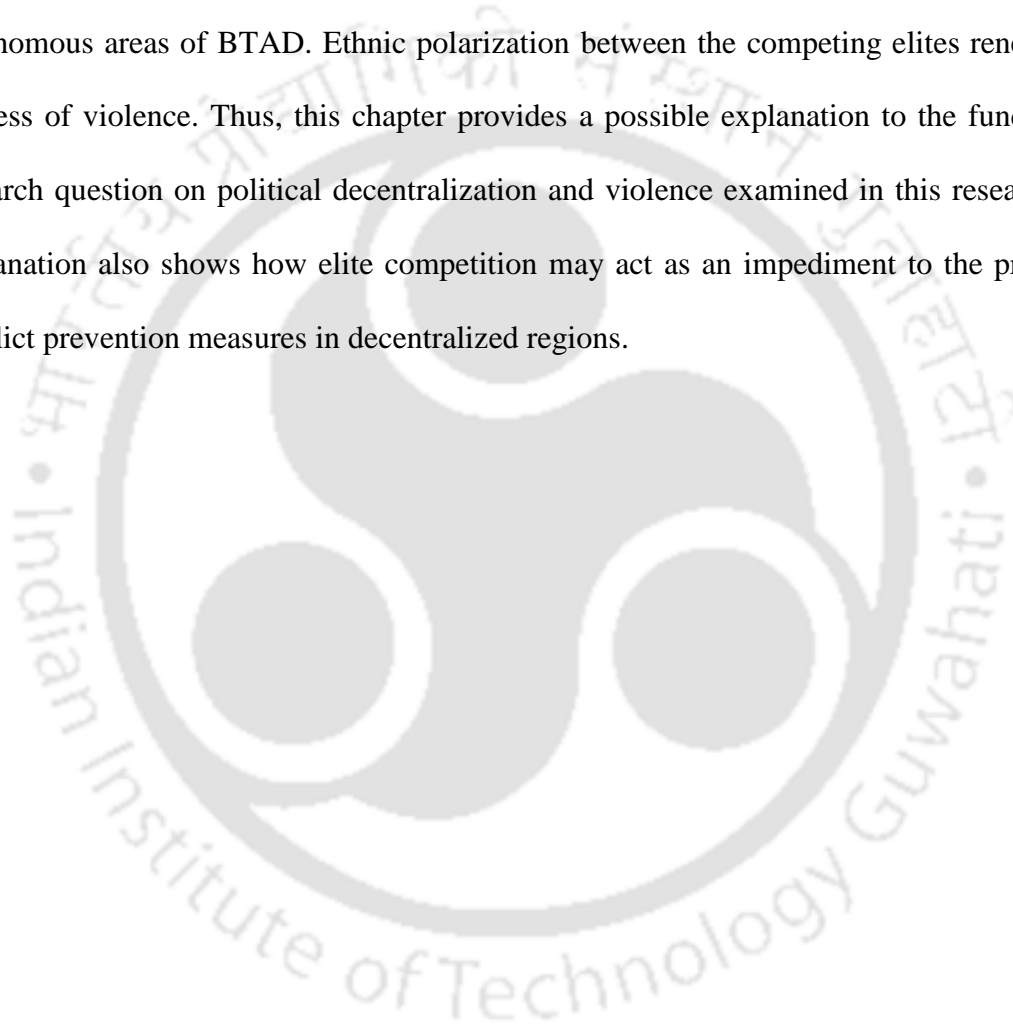 nomous areas of BTAD. Ethnic polarization between the competing elites ren
ess of violence. Thus, this chapter provides a possible explanation to the fun
arch question on political decentralization and violence examined in this resea
anation also shows how elite competition may act as an impediment to the pr
lict prevention measures in decentralized regions.
भारतीय प्रौद्योगिकी संस्थान गुवाहाटी
Indian Institute of Technology Guwahati